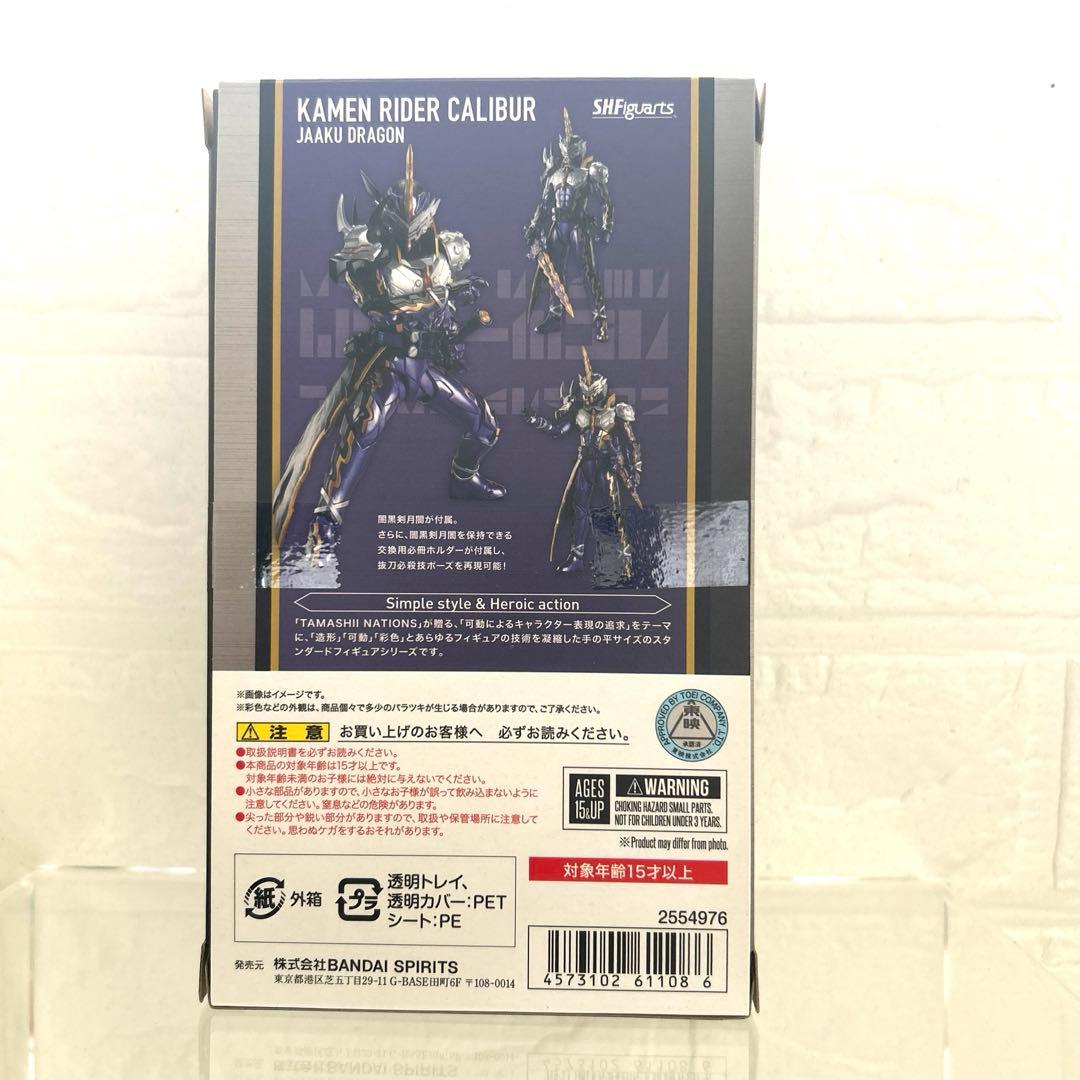 KAMEN RIDER CALIBUR
JAAKU DRAGON
S.H.Figuarts
闇黒剣月闇が付属。
さらに、闇黒剣月闇を保持できる
交換用必冊ホルダーが付属し、
抜刀必殺技ポーズを再現可能!
Simple style & Heroic action
「TAMASHII NATIONS」が贈る、「可動によるキャラクター表現の追求」をテーマ
に、「造形」「可動」「彩色」とあらゆるフィギュアの技術を凝縮した手の平サイズのスタ
ンダードフィギュアシリーズです。
※画像はイメージです。
※彩色などの外観は、商品個々で多少のバラツキが生じる場合がありますので、ご了承ください。
注意 お買い上げのお客様へ 必ずお読みください。
●取扱説明書を必ずお読みください。
●本商品の対象年齢は15才以上です。
対象年齢未満のお子様には絶対に与えないでください。
●小さな部品がありますので、小さなお子様が誤って飲み込まないように
注意してください。窒息などの危険があります。
●尖った部分や鋭い部分がありますので、取扱や保管場所に注意して
ください。思わぬケガをするおそれがあります。
APPROVED BY TOEI COMPANY, LTD.
東映
承認済
東映株式会社
AGES
15&UP
WARNING
CHOKING HAZARD SMALL PARTS.
NOT FOR CHILDREN UNDER 3 YEARS.
※Product may differ from photo.
対象年齢15才以上
紙 外箱
プラ 透明トレイ、
透明カバー:PET
シート:PE
2554976
4573102 61108 6
発売元 株式会社BANDAI SPIRITS
東京都港区芝五丁目29-11 G-BASE田町6F 〒108-0014